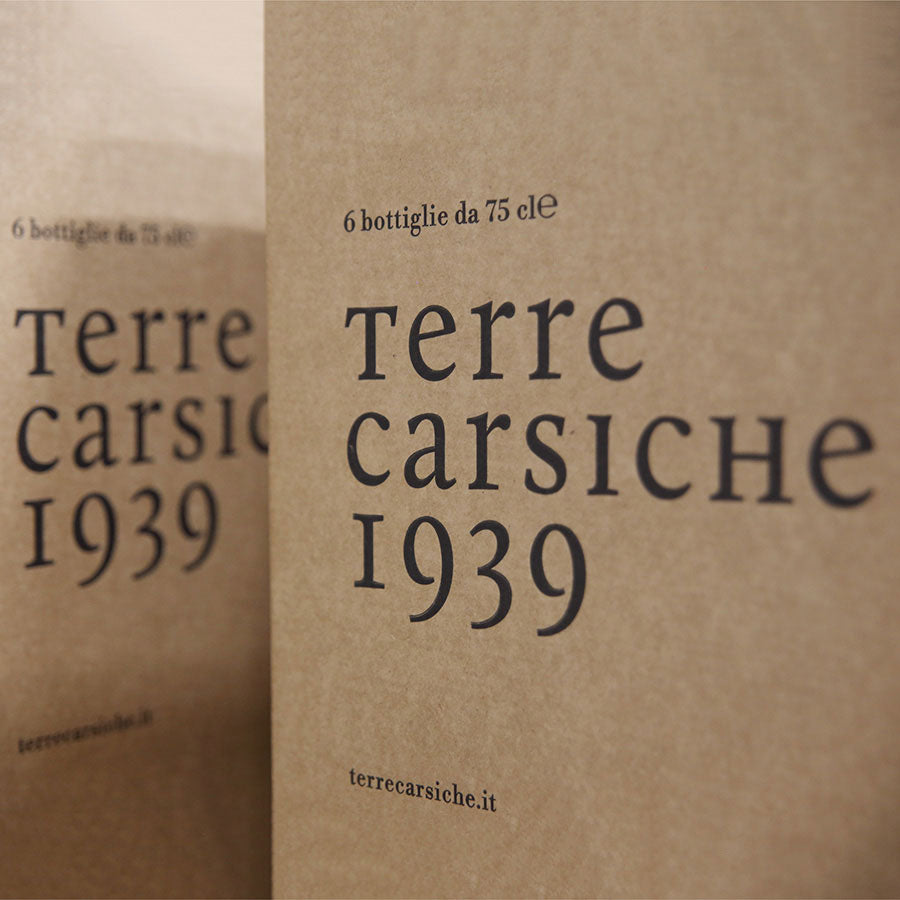 6 bottiglie da 75 cl℮
Terre
carsiche
1939
terrecarsiche.it
6 bottiglie da 75 cl℮
Terre
carsic
1939
terrecarsiche.it